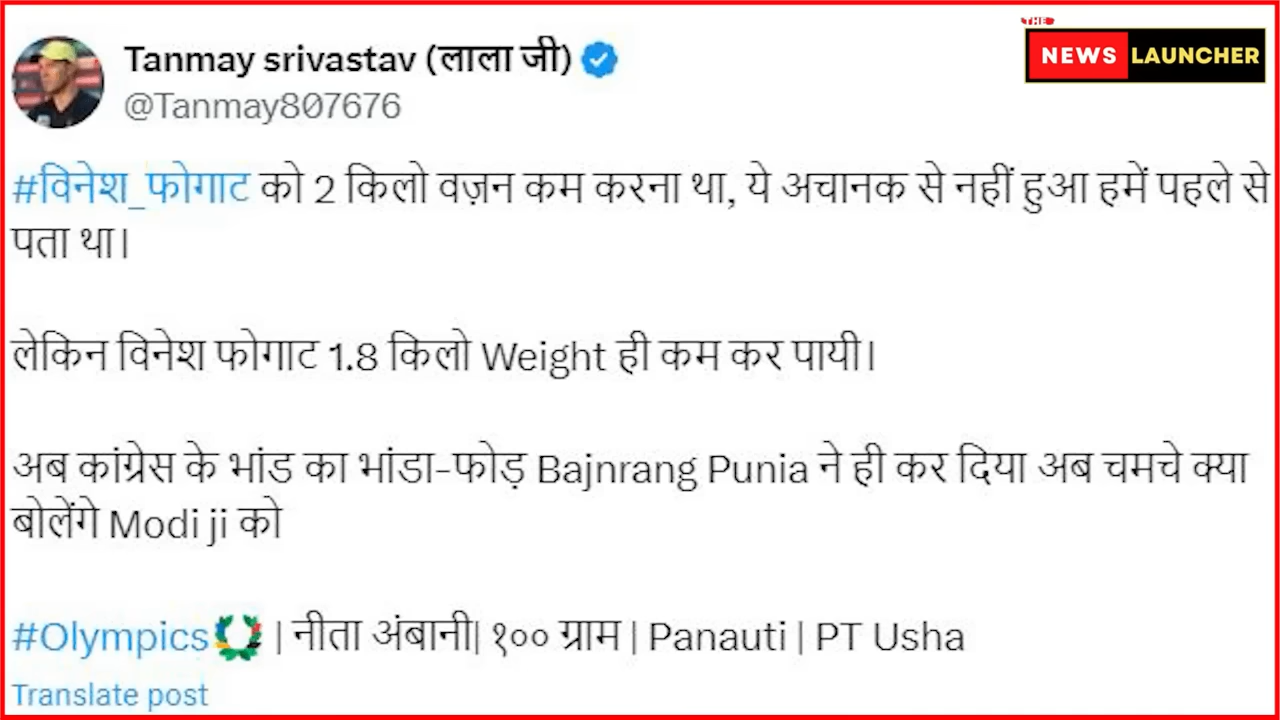 THE
NEWS LAUNCHER
Tanmay srivastav (लाला जी)
@Tanmay807676
#विनेश_फोगाट को 2 किलो वज़न कम करना था, ये अचानक से नहीं हुआ हमें पहले से
पता था।
लेकिन विनेश फोगाट 1.8 किलो Weight ही कम कर पायी।
अब कांग्रेस के भांड का भांडा-फोड़ Bajnrang Punia ने ही कर दिया अब चमचे क्या
बोलेंगे Modi ji को
#Olympics | नीता अंबानी| १०० ग्राम | Panauti | PT Usha
Translate post